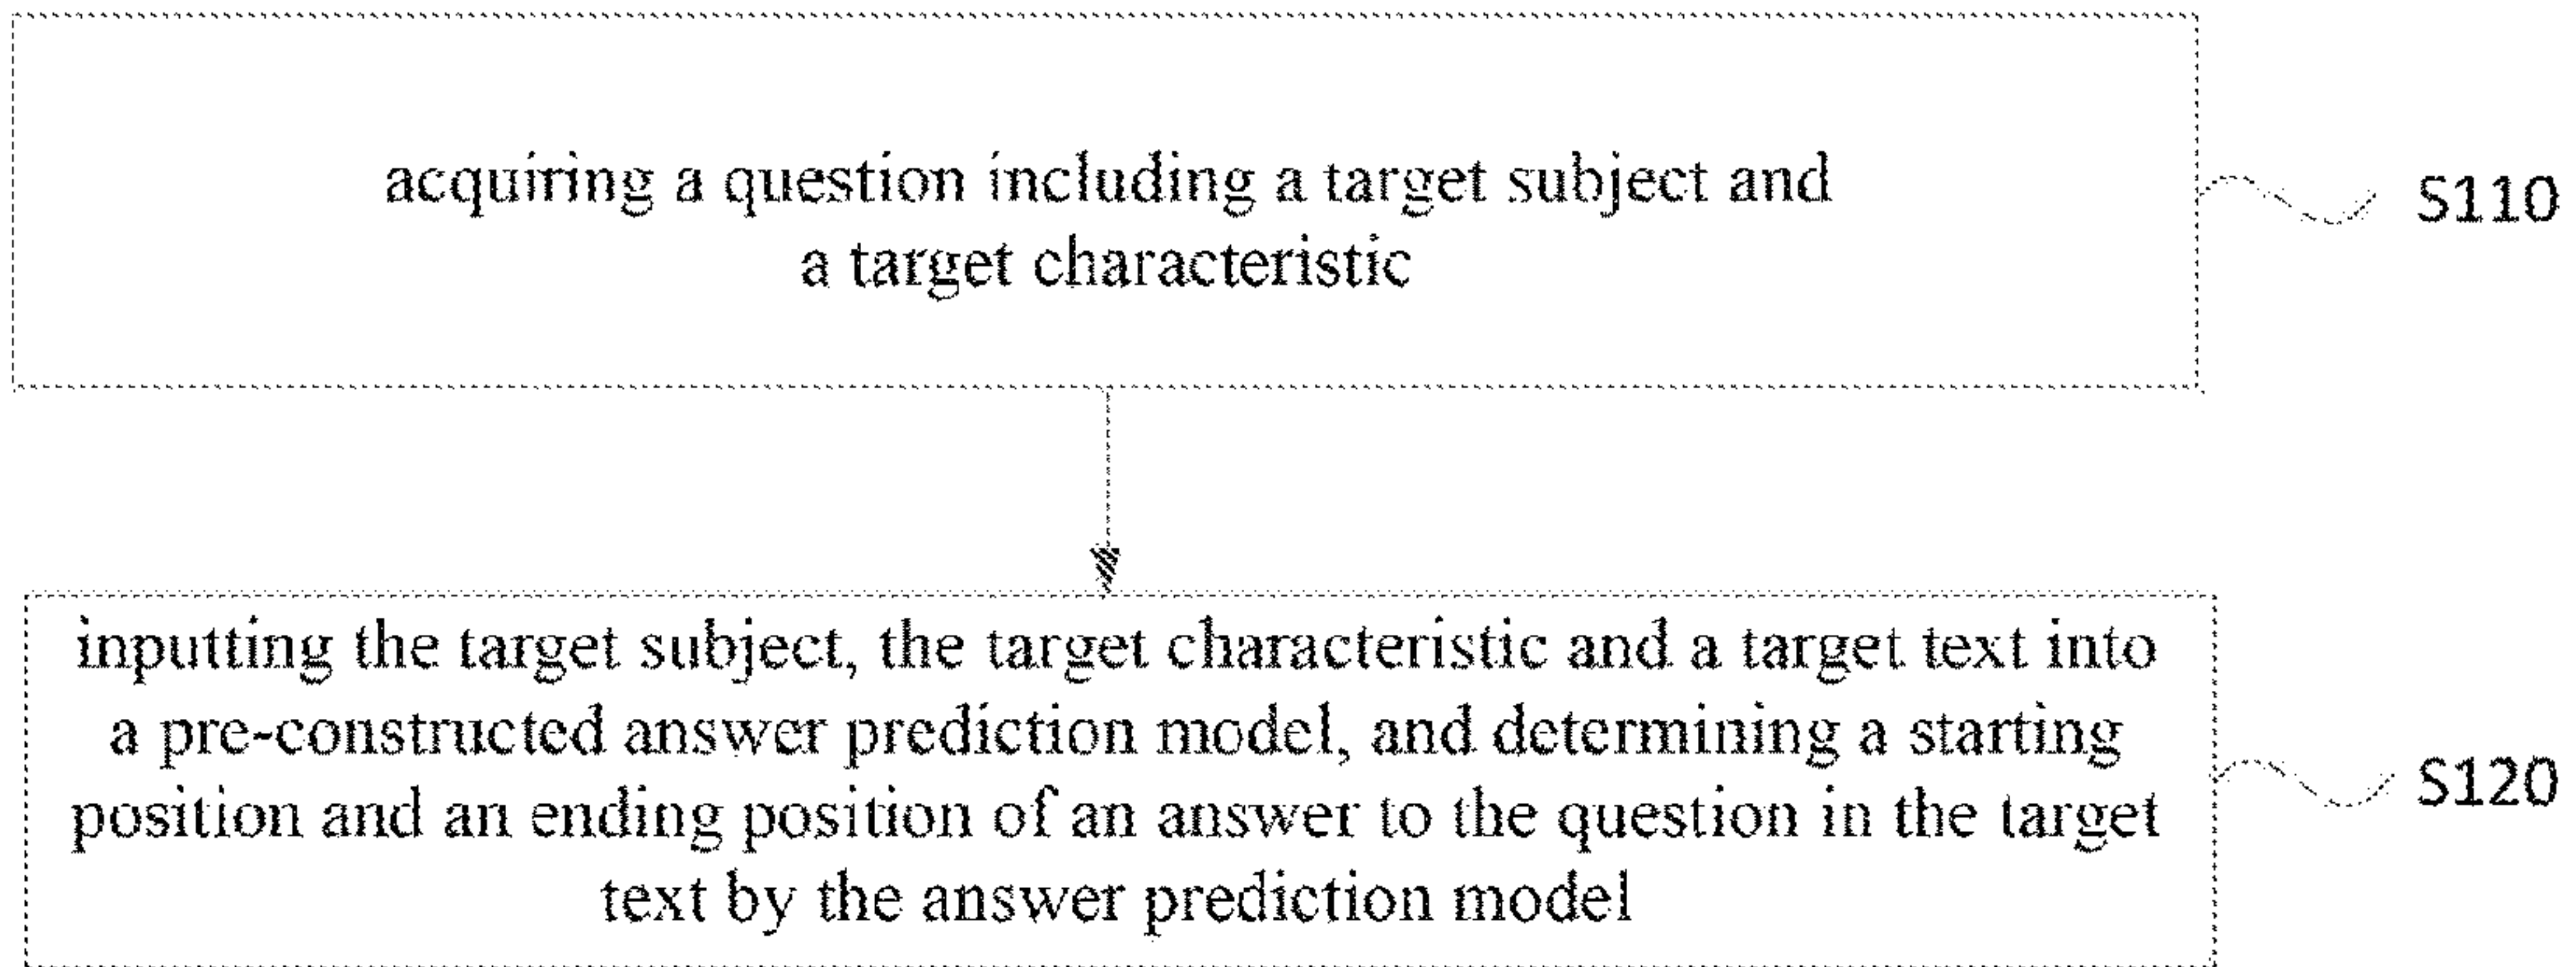 acquiring a question including a target subject and
a target characteristic
S110
inputting the target subject, the target characteristic and a target text into
a pre-constructed answer prediction model, and determining a starting
position and an ending position of an answer to the question in the target
text by the answer prediction model
S120